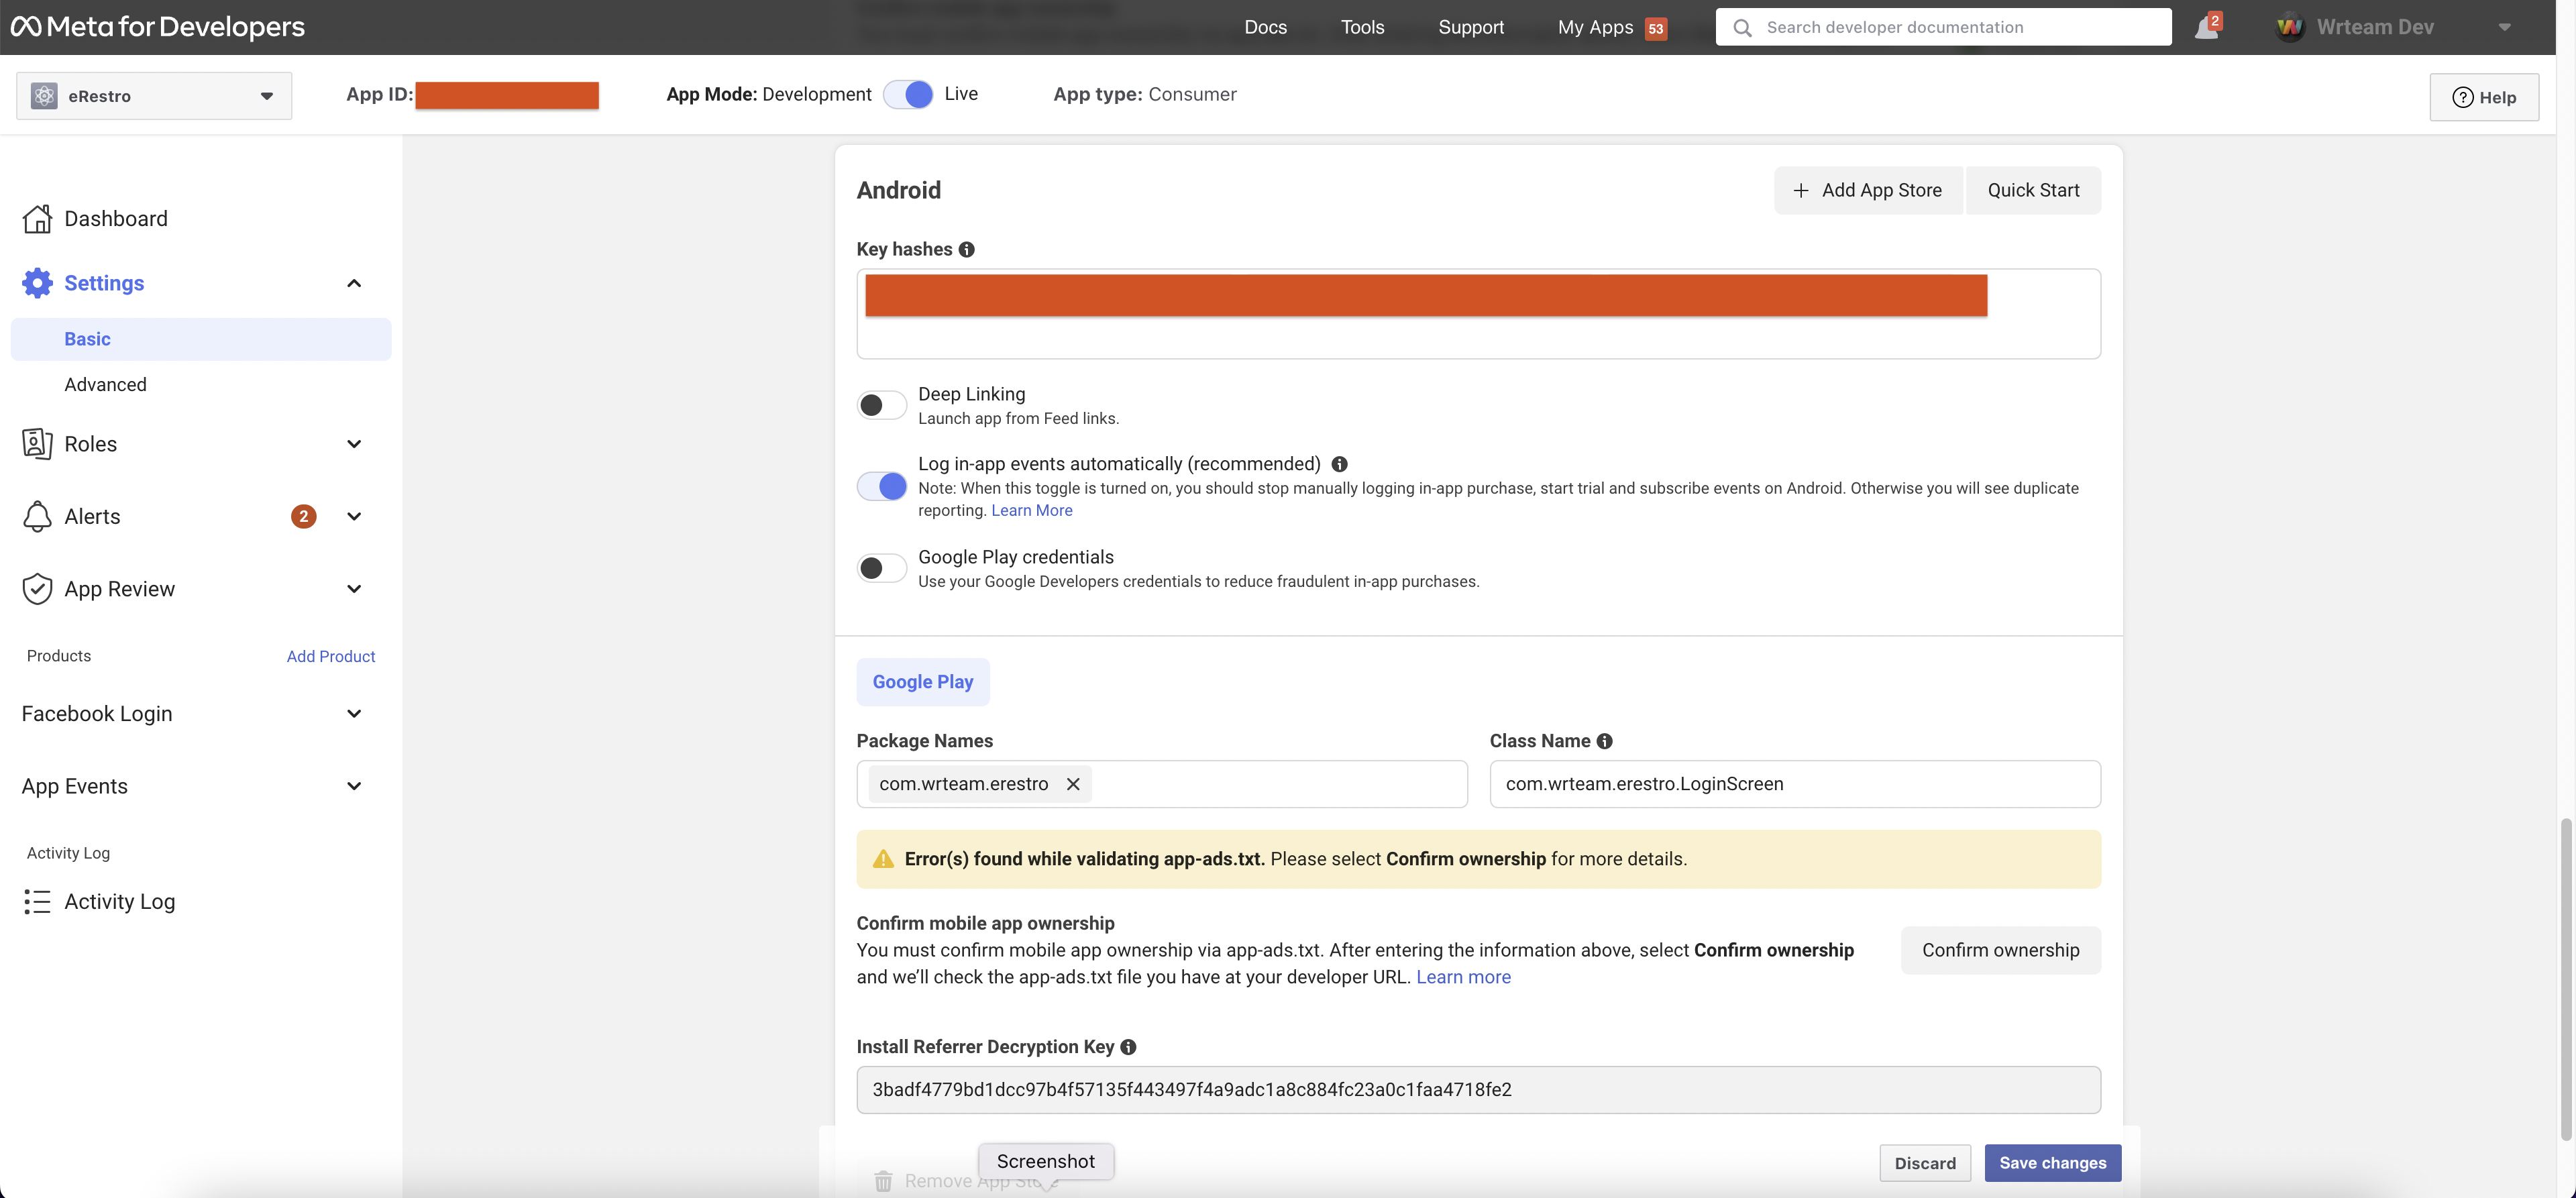 Meta for Developers
Docs
Tools
Support
My Apps 53
Search developer documentation
2
Wrteam Dev
eRestro
App ID:
App Mode: Development
Live
App type: Consumer
Help
Dashboard
Settings
Basic
Advanced
Roles
Alerts
2
App Review
Products
Add Product
Facebook Login
App Events
Activity Log
Activity Log
Android
Add App Store
Quick Start
Key hashes
Deep Linking
Launch app from Feed links.
Log in-app events automatically (recommended)
Note: When this toggle is turned on, you should stop manually logging in-app purchase, start trial and subscribe events on Android. Otherwise you will see duplicate
reporting. Learn More
Google Play credentials
Use your Google Developers credentials to reduce fraudulent in-app purchases.
Google Play
Package Names
Class Name
com.wrteam.erestro
com.wrteam.erestro.LoginScreen
Error(s) found while validating app-ads.txt. Please select Confirm ownership for more details.
Confirm mobile app ownership
You must confirm mobile app ownership via app-ads.txt. After entering the information above, select Confirm ownership
and we’ll check the app-ads.txt file you have at your developer URL. Learn more
Confirm ownership
Install Referrer Decryption Key
3badf4779bd1dcc97b4f57135f443497f4a9adc1a8c884fc23a0c1faa4718fe2
Screenshot
Remove App Store
Discard
Save changes